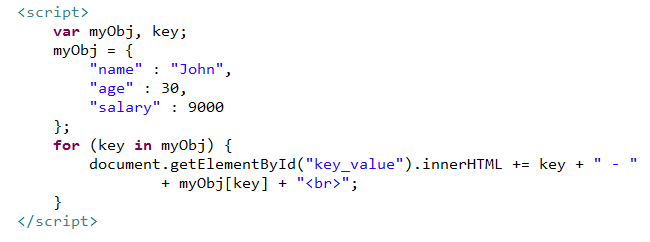 <script>
    var myObj, key;
    myObj = {
        "name" : "John",
        "age" : 30,
        "salary" : 9000
    };
    for (key in myObj) {
        document.getElementById("key_value").innerHTML += key + " - "
                + myObj[key] + "<br>";
    }
</script>